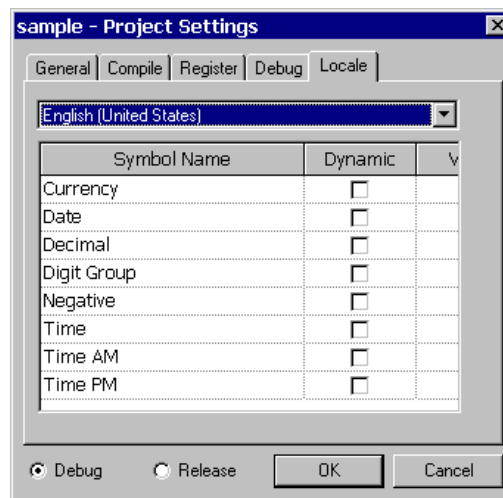 sample - Project Settings
General Compile Register Debug Locale
English (United States)
Symbol Name Dynamic V
Currency
Date
Decimal
Digit Group
Negative
Time
Time AM
Time PM
Debug Release OK Cancel